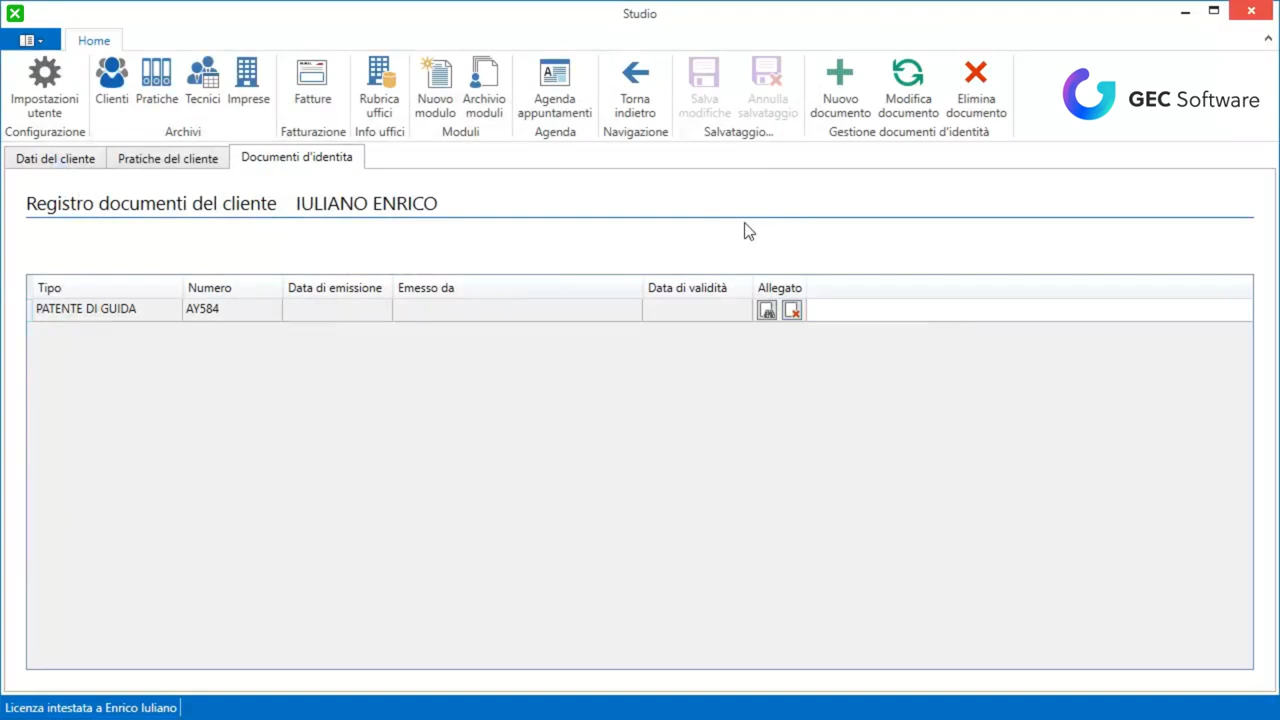 Studio
Home
Impostazioni utente
Clienti
Pratiche
Tecnici
Imprese
Fatture
Rubrica uffici
Nuovo modulo
Archivio moduli
Agenda appuntamenti
Torna indietro
Salva modifiche
Annulla salvataggio
Nuovo documento
Modifica documento
Elimina documento
GEC Software
Configurazione
Archivi
Fatturazione
Info uffici
Moduli
Agenda
Navigazione
Salvataggio...
Gestione documenti d'identità
Dati del cliente
Pratiche del cliente
Documenti d'identita
Registro documenti del cliente IULIANO ENRICO
Tipo Numero Data di emissione Emesso da Data di validità Allegato
PATENTE DI GUIDA AY584
Licenza intestata a Enrico Iuliano